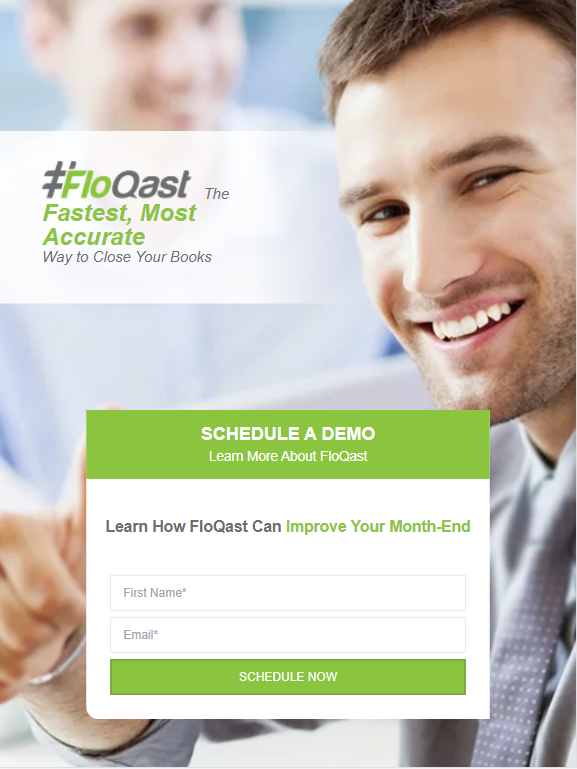 #FloQast The
Fastest, Most
Accurate
Way to Close Your Books
SCHEDULE A DEMO
Learn More About FloQast
Learn How FloQast Can Improve Your Month-End
First Name*
Email*
SCHEDULE NOW